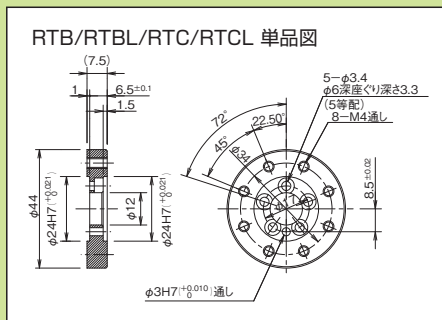 RTB/RTBL/RTC/RTCL 単品図
(7.5)
1
6.5±0.1
1.5
72°
22.50°
45°
φ34
5−φ3.4
φ6深座ぐり深さ3.3
(5等配)
8−M4通し
φ44
φ24H7(+0.021 0)
φ12
φ24H7(+0.021 0)
8.5±0.02
φ3H7(+0.010 0)通し